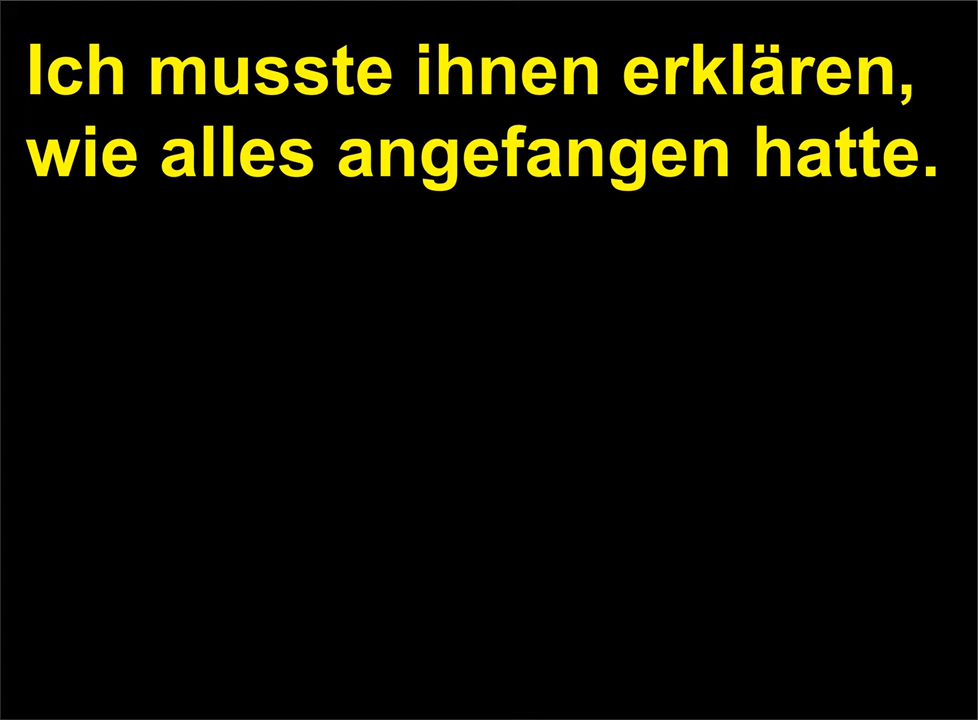 Ich musste ihnen erklären,
wie alles angefangen hatte.